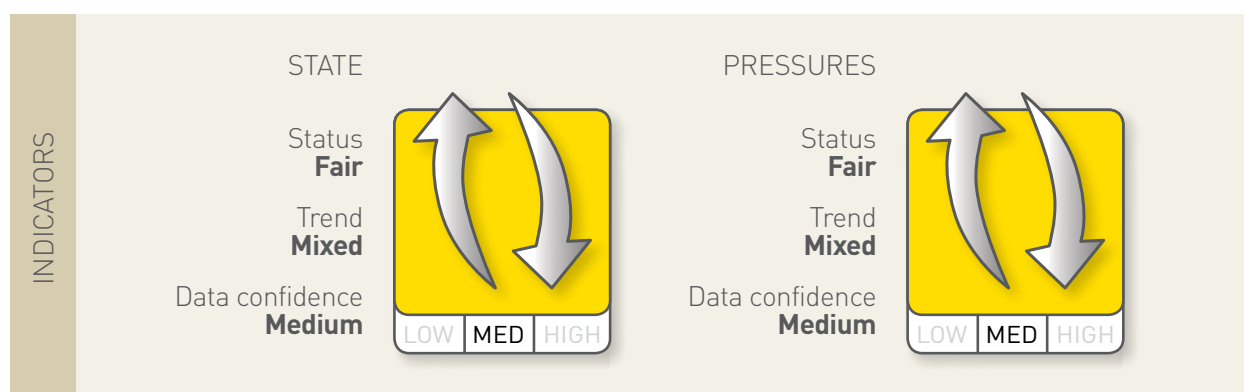 INDICATORS
STATE
Status
Fair
Trend
Mixed
Data confidence
Medium
LOW MED HIGH
PRESSURES
Status
Fair
Trend
Mixed
Data confidence
Medium
LOW MED HIGH